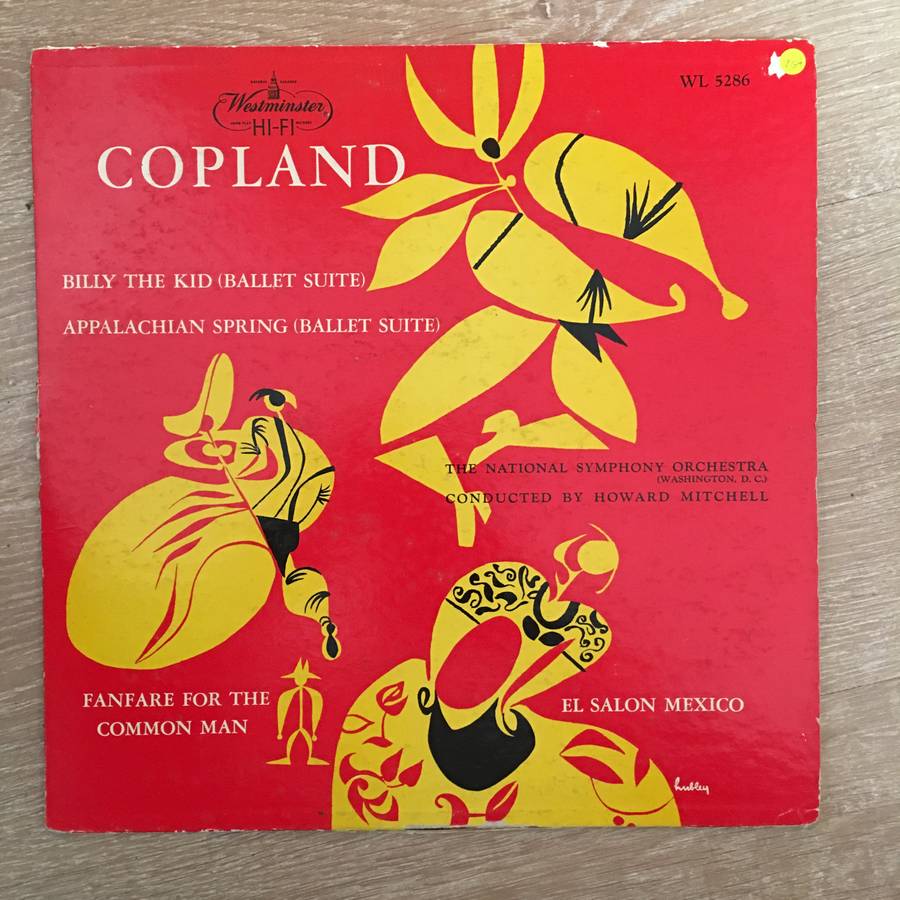 WL 5286
Westminster
HI-FI
COPLAND
BILLY THE KID (BALLET SUITE)
APPALACHIAN SPRING (BALLET SUITE)
THE NATIONAL SYMPHONY ORCHESTRA
(WASHINGTON, D. C.)
CONDUCTED BY HOWARD MITCHELL
FANFARE FOR THE
COMMON MAN
EL SALON MEXICO
hubley